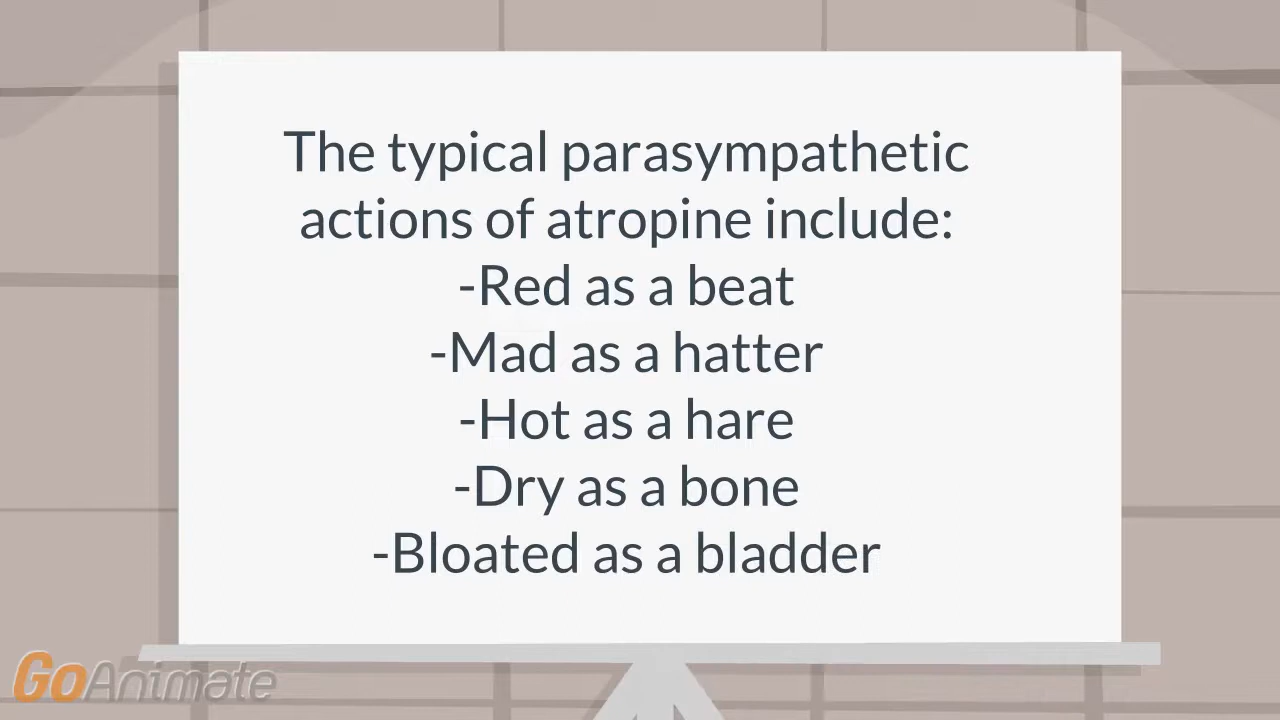 The typical parasympathetic
actions of atropine include:
-Red as a beat
-Mad as a hatter
-Hot as a hare
-Dry as a bone
-Bloated as a bladder
GoAnimate